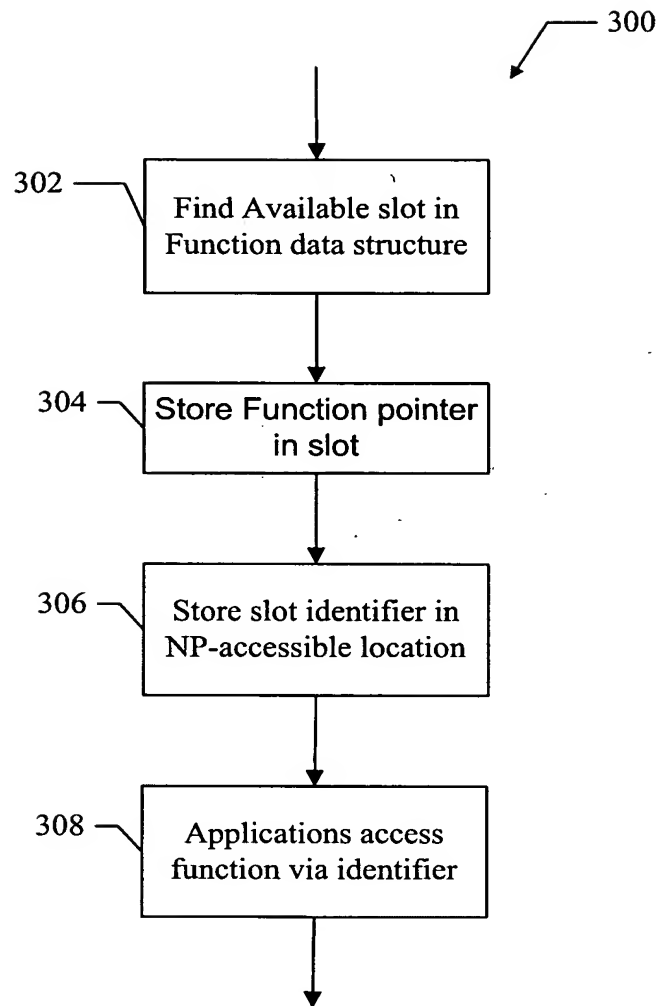 300
302
Find Available slot in
Function data structure
304
Store Function pointer
in slot
306
Store slot identifier in
NP-accessible location
308
Applications access
function via identifier